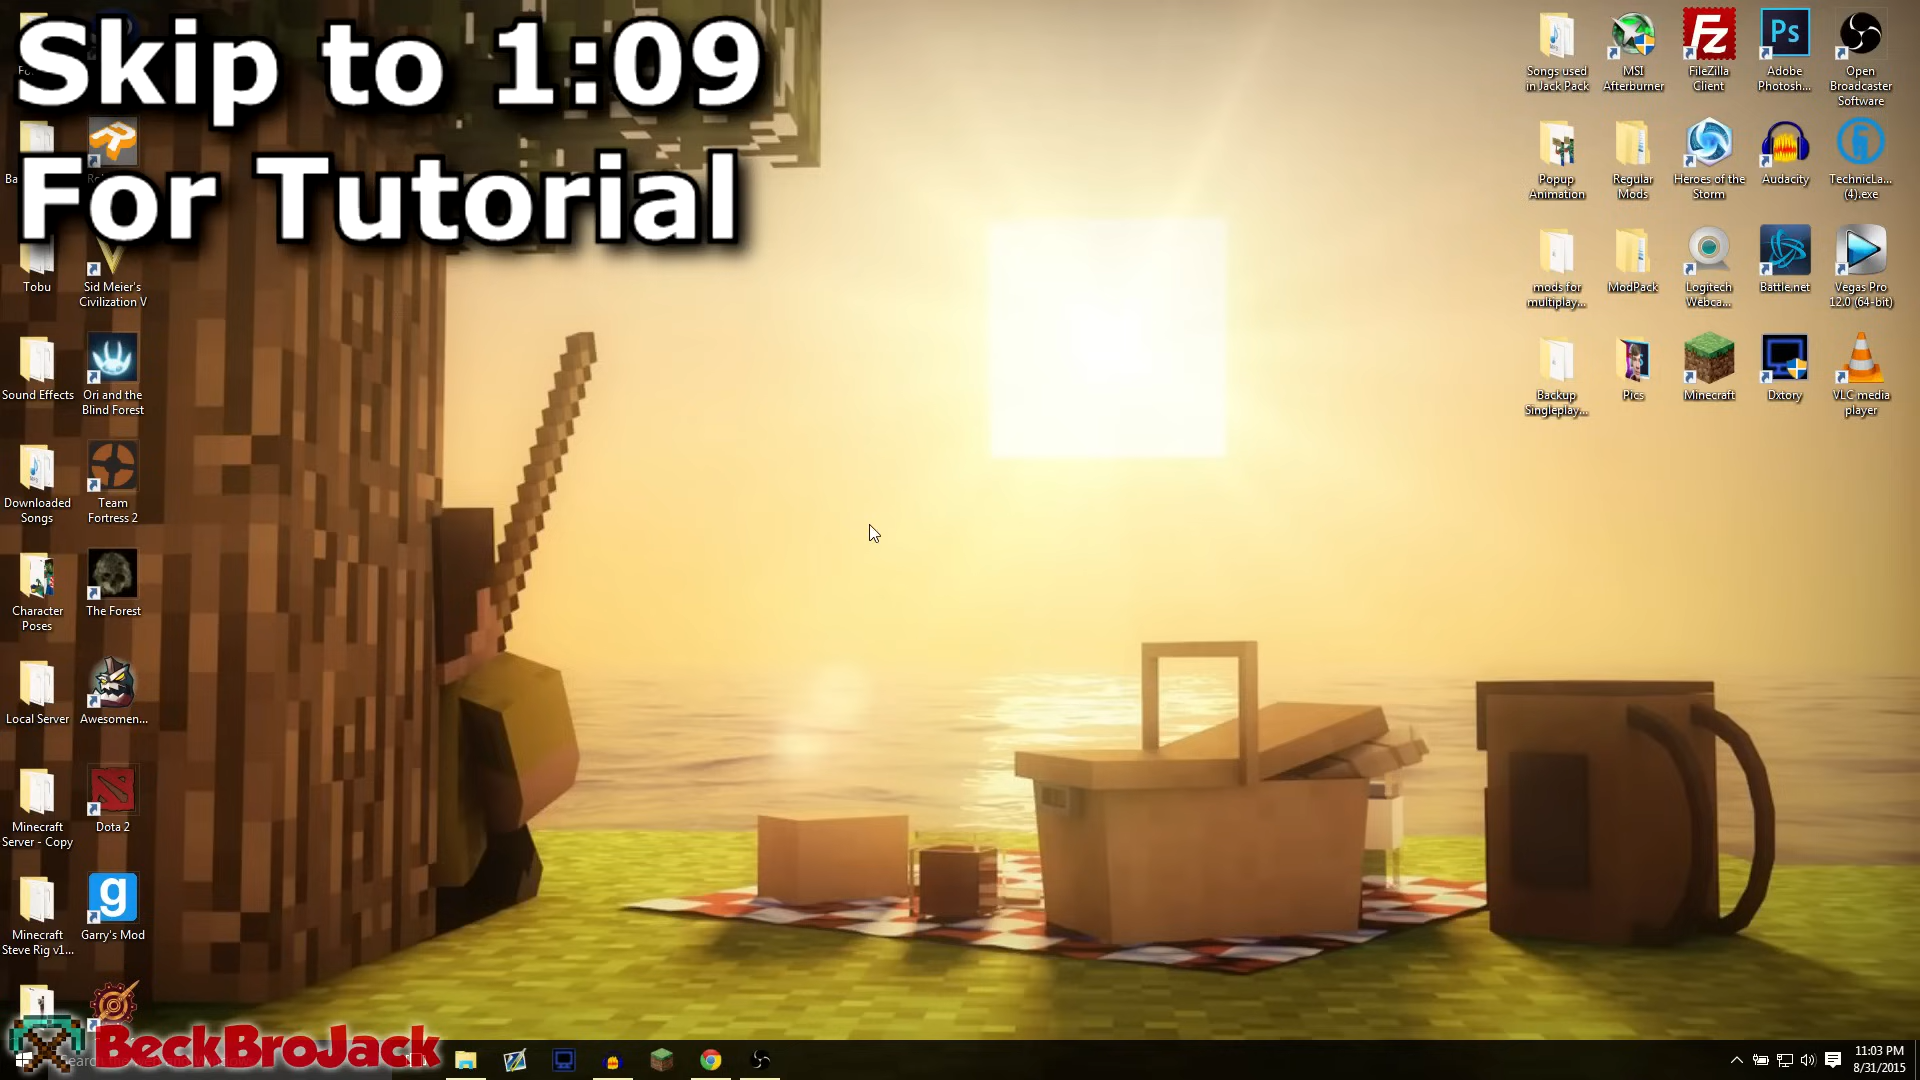 Skip to 1:09
For Tutorial
Tobu
Sid Meier's
Civilization V
Sound Effects
Ori and the
Blind Forest
Downloaded
Songs
Team
Fortress 2
Character
Poses
The Forest
Local Server
Awesomen...
Minecraft
Server - Copy
Dota 2
Minecraft
Steve Rig v1...
Garry's Mod
Songs used
in Jack Pack
MSI
Afterburner
FileZilla
Client
Ps
Adobe
Photosh...
Open
Broadcaster
Software
Popup
Animation
Regular
Mods
Heroes of the
Storm
Audacity
TechnicLa...
(4).exe
mods for
multiplay...
ModPack
Logitech
Webca...
Battle.net
Vegas Pro
12.0 (64-bit)
Backup
Singleplay...
Pics
Minecraft
Dxtory
VLC media
player
BeckBroJack
11:03 PM
8/31/2015